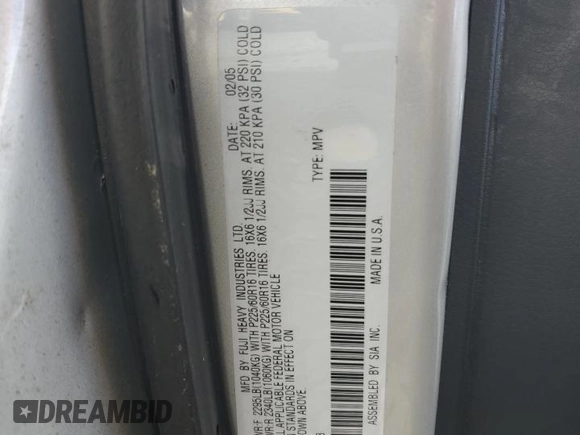 MFD BY FUJI HEAVY INDUSTRIES LTD. DATE: 02/05
2295LB(1040KG) WITH P225/60R16 TIRES, 16X6 1/2JJ RIMS. AT 220 KPA (32 PSI) COLD
2340LB(1060KG) WITH P225/60R16 TIRES, 16X6 1/2JJ RIMS. AT 210 KPA (30 PSI) COLD
APPLICABLE FEDERAL MOTOR VEHICLE
STANDARDS IN EFFECT ON
OWN ABOVE.
TYPE: MPV
ASSEMBLED BY SIA INC. MADE IN U.S.A.
RIDEMETRIC